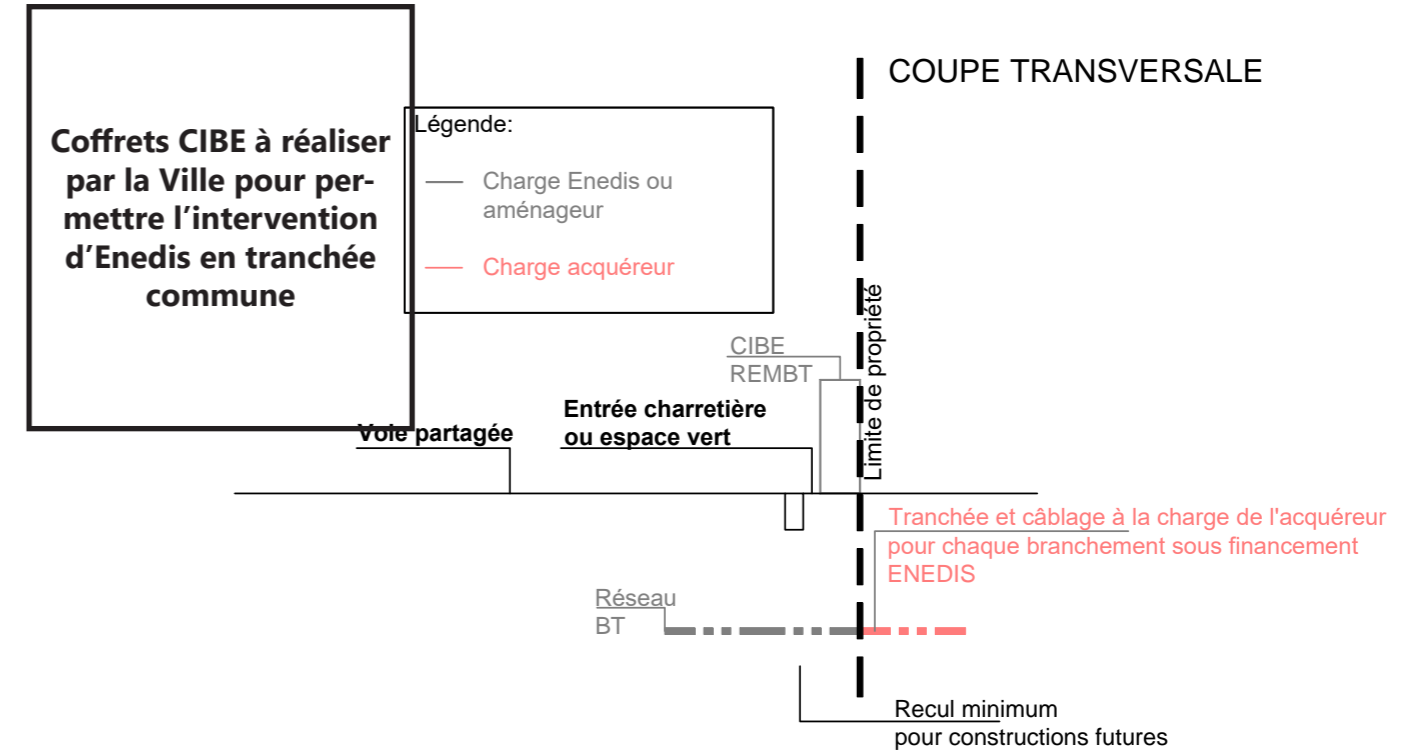 COUPE TRANSVERSALE
Coffrets CIBE à réaliser
par la Ville pour per-
mettre l’intervention
d’Enedis en tranchée
commune
Légende:
Charge Enedis ou
aménageur
Charge acquéreur
Limite de propriété
CIBE
REMBT
Entrée charretière
ou espace vert
Voie partagée
Tranchée et câblage à la charge de l'acquéreur
pour chaque branchement sous financement
ENEDIS
Réseau
BT
Recul minimum
pour constructions futures